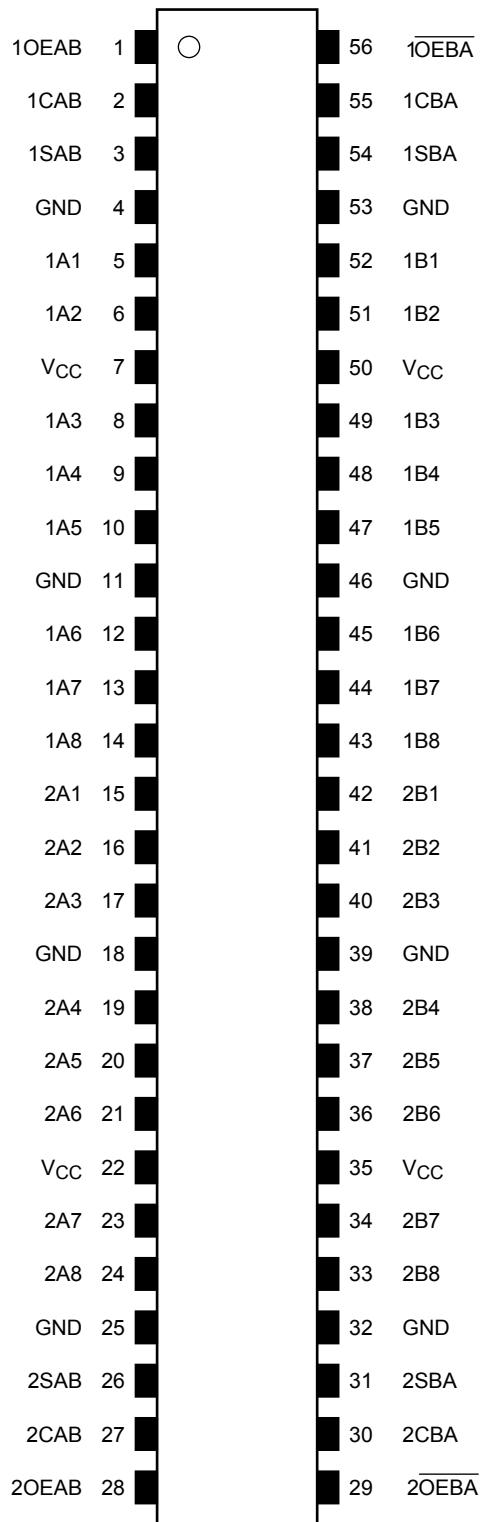 1OEAB 1 56 1OEBA
1CAB 2 55 1CBA
1SAB 3 54 1SBA
GND 4 53 GND
1A1 5 52 1B1
1A2 6 51 1B2
VCC 7 50 VCC
1A3 8 49 1B3
1A4 9 48 1B4
1A5 10 47 1B5
GND 11 46 GND
1A6 12 45 1B6
1A7 13 44 1B7
1A8 14 43 1B8
2A1 15 42 2B1
2A2 16 41 2B2
2A3 17 40 2B3
GND 18 39 GND
2A4 19 38 2B4
2A5 20 37 2B5
2A6 21 36 2B6
VCC 22 35 VCC
2A7 23 34 2B7
2A8 24 33 2B8
GND 25 32 GND
2SAB 26 31 2SBA
2CAB 27 30 2CBA
2OEAB 28 29 2OEBA